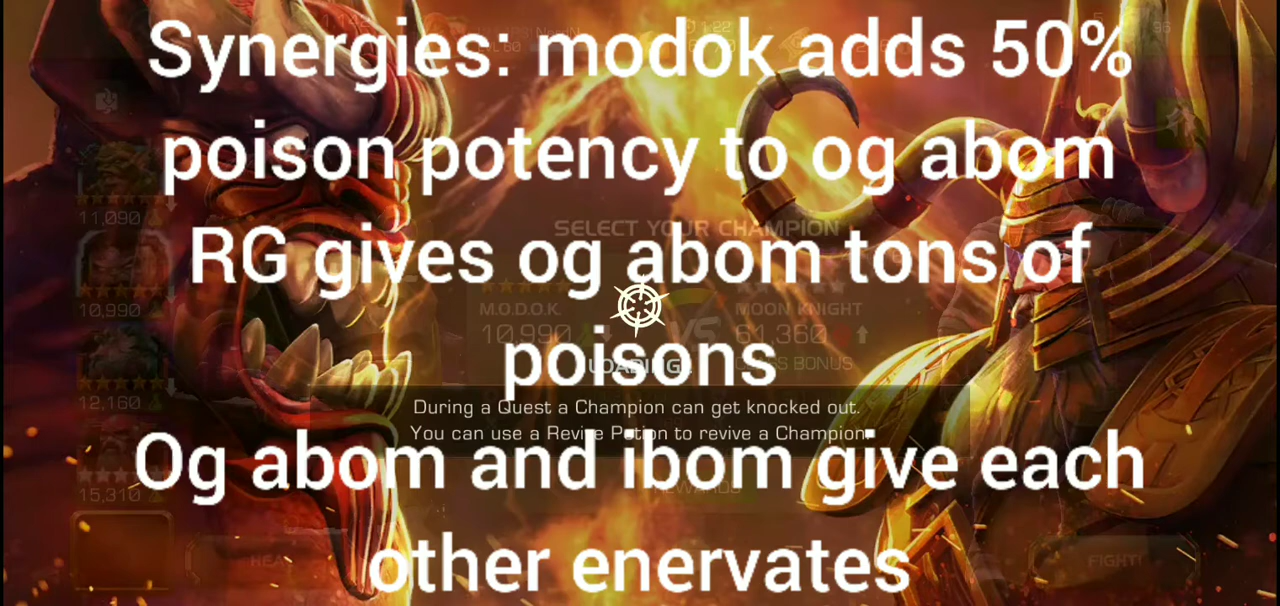 Synergies: modok adds 50%
poison potency to og abom
SELECT YOUR CHAMPION
RG gives og abom tons of
11,090
M.O.D.O.K.
MOON KNIGHT
10,990
10,990
VS
61,360
poisons
LOADING...
12,160
During a Quest a Champion can get knocked out.
You can use a Revive Potion to revive a Champion.
Og abom and ibom give each
15,310
FIGHT!
other enervates